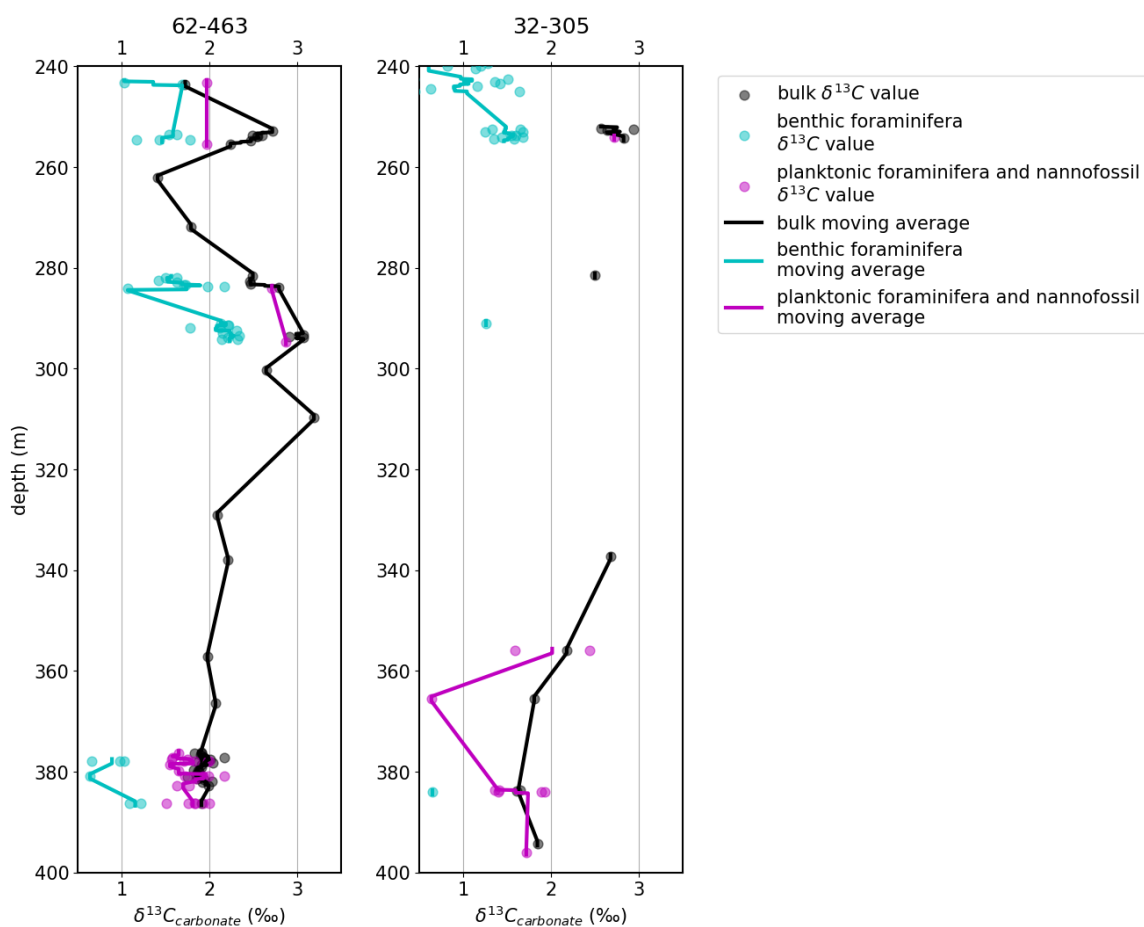 62-463
32-305
1 2 3
1 2 3
240
260
280
300
320
340
360
380
400
240
260
280
300
320
340
360
380
400
depth (m)
1 2 3
1 2 3
δ¹³C_carbonate (‰)
δ¹³C_carbonate (‰)
bulk δ¹³C value
benthic foraminifera
δ¹³C value
planktonic foraminifera and nannofossil
δ¹³C value
bulk moving average
benthic foraminifera
moving average
planktonic foraminifera and nannofossil
moving average